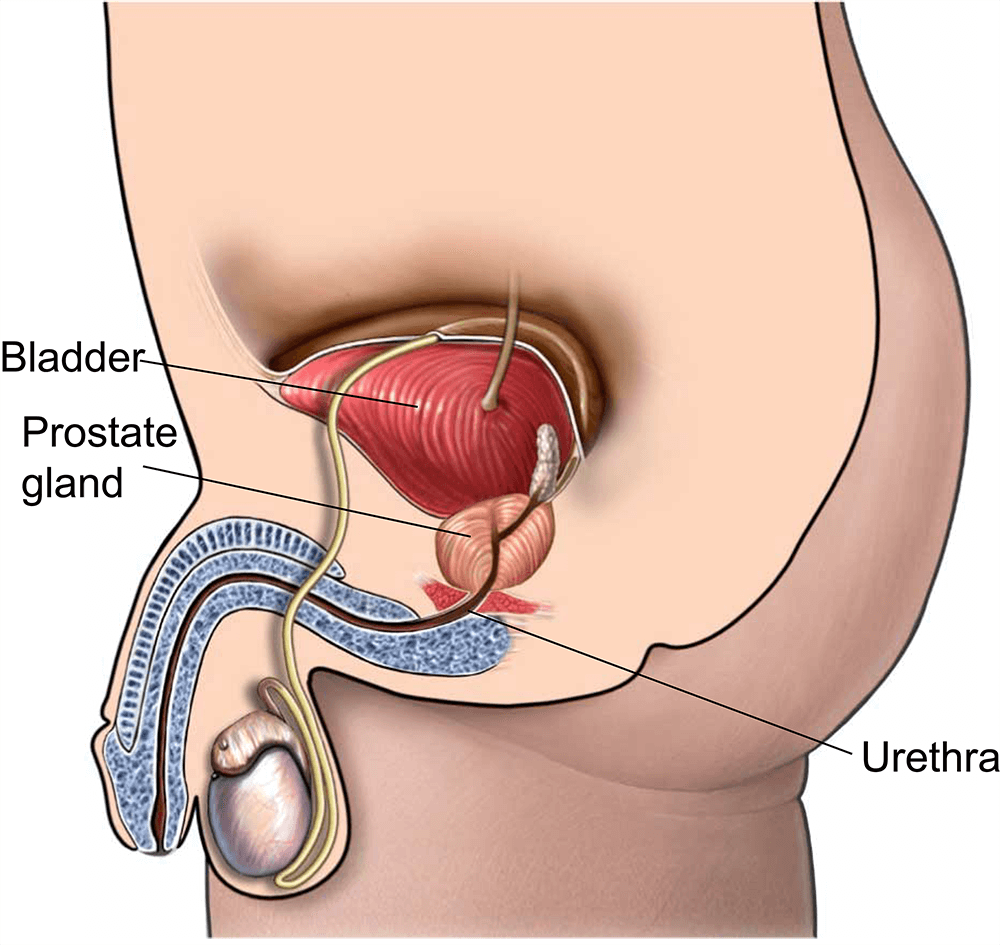 Bladder
Prostate
gland
Urethra